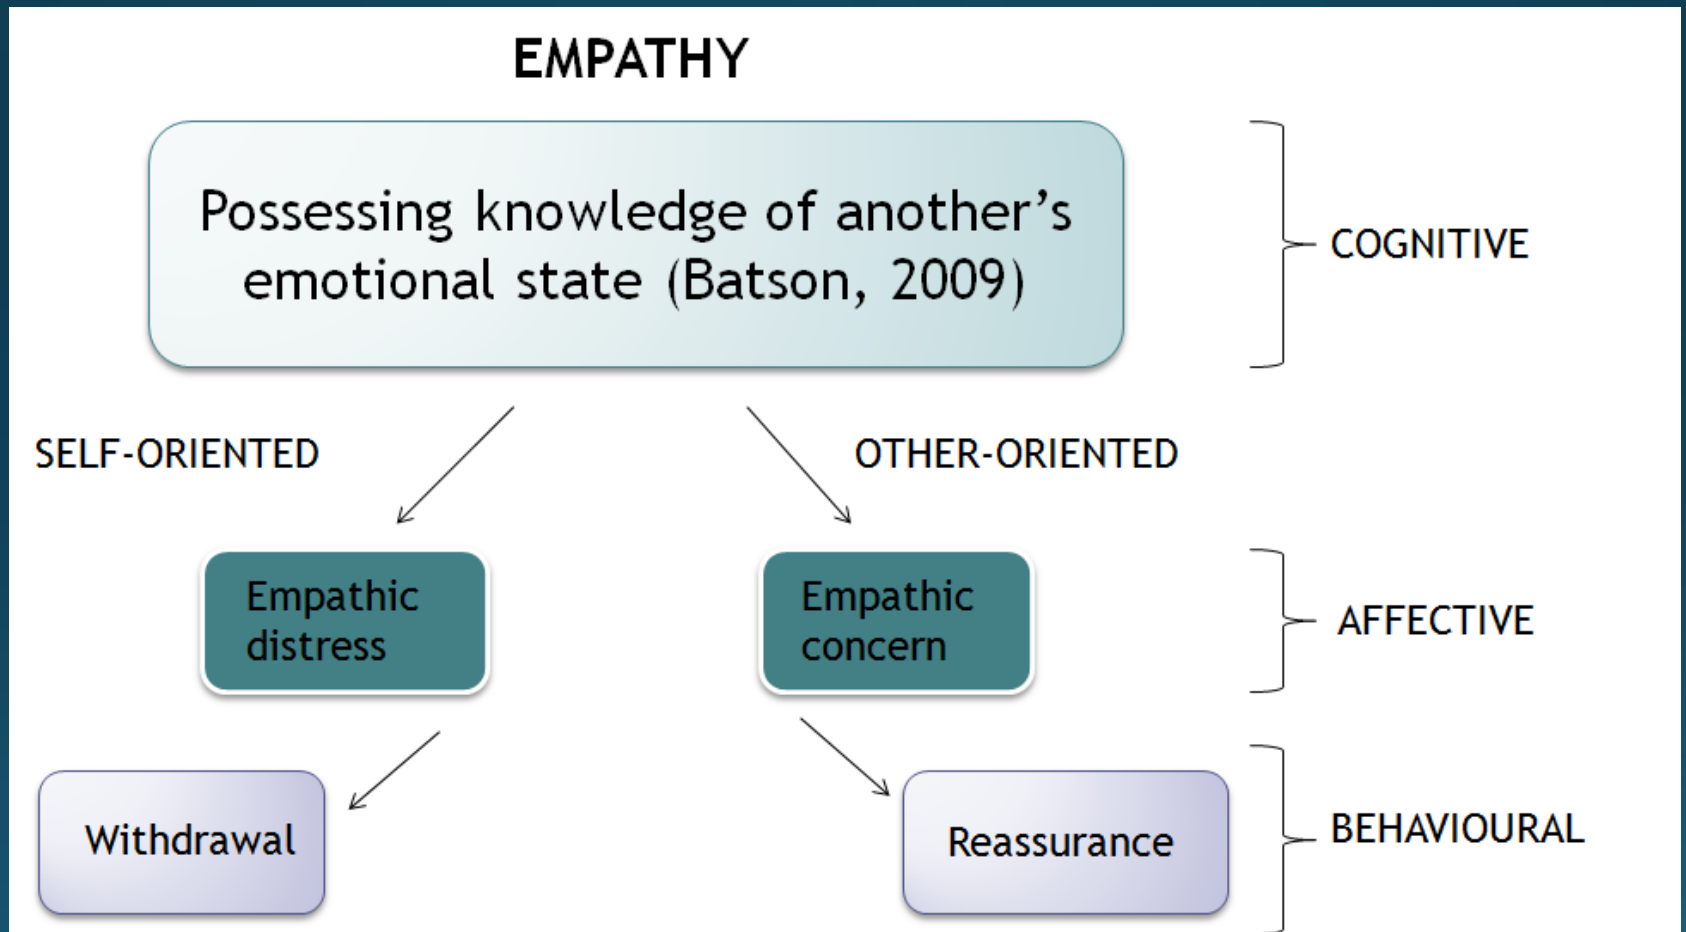 EMPATHY
Possessing knowledge of another’s
emotional state (Batson, 2009)
COGNITIVE
SELF-ORIENTED
OTHER-ORIENTED
Empathic
distress
Empathic
concern
AFFECTIVE
Withdrawal
Reassurance
BEHAVIOURAL